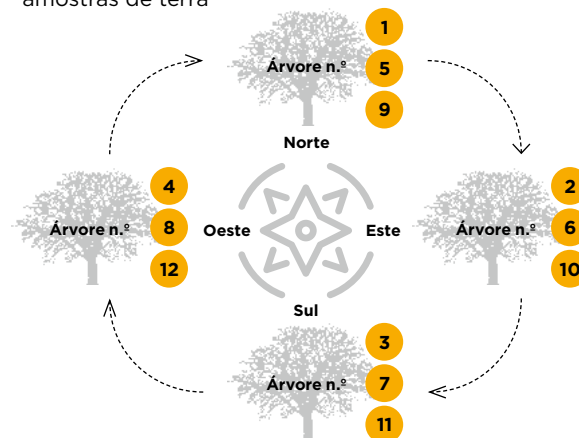 amostras de terra
1
Árvore n.º 5
9
Norte
4
Árvore n.º 8
12
Oeste
Este
2
Árvore n.º 6
10
Sul
3
Árvore n.º 7
11